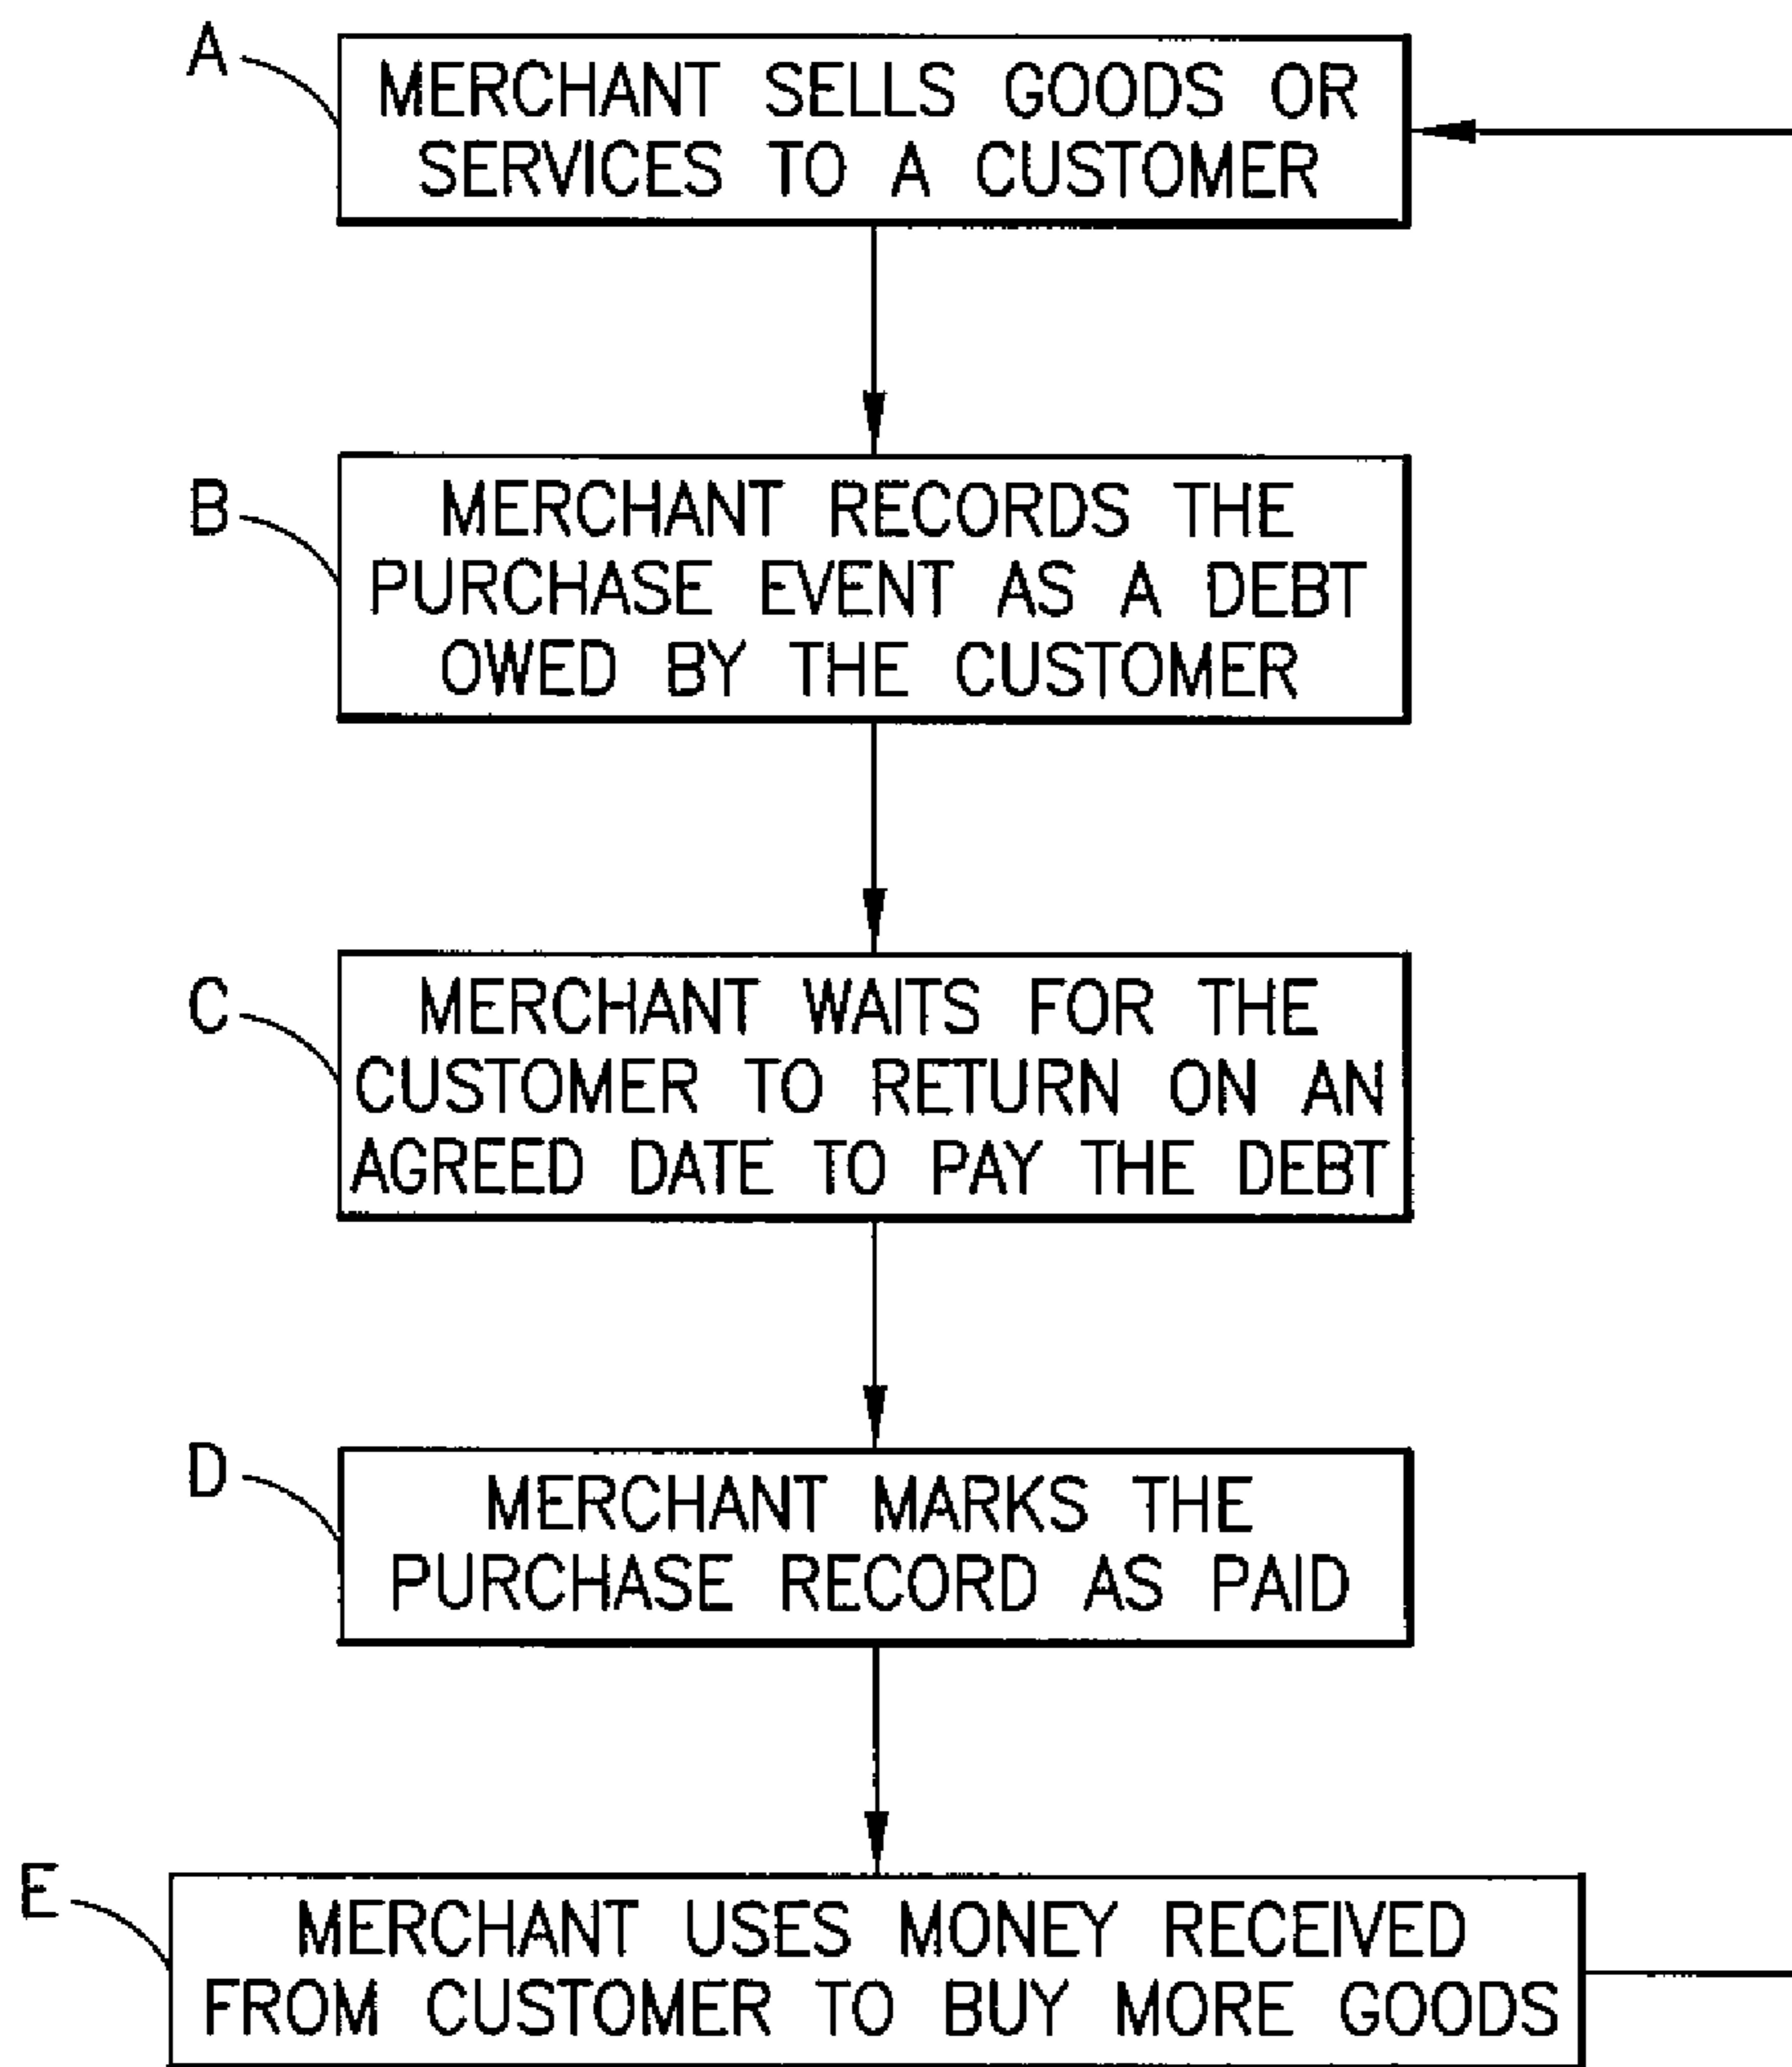 A
MERCHANT SELLS GOODS OR
SERVICES TO A CUSTOMER
B
MERCHANT RECORDS THE
PURCHASE EVENT AS A DEBT
OWED BY THE CUSTOMER
C
MERCHANT WAITS FOR THE
CUSTOMER TO RETURN ON AN
AGREED DATE TO PAY THE DEBT
D
MERCHANT MARKS THE
PURCHASE RECORD AS PAID
E
MERCHANT USES MONEY RECEIVED
FROM CUSTOMER TO BUY MORE GOODS